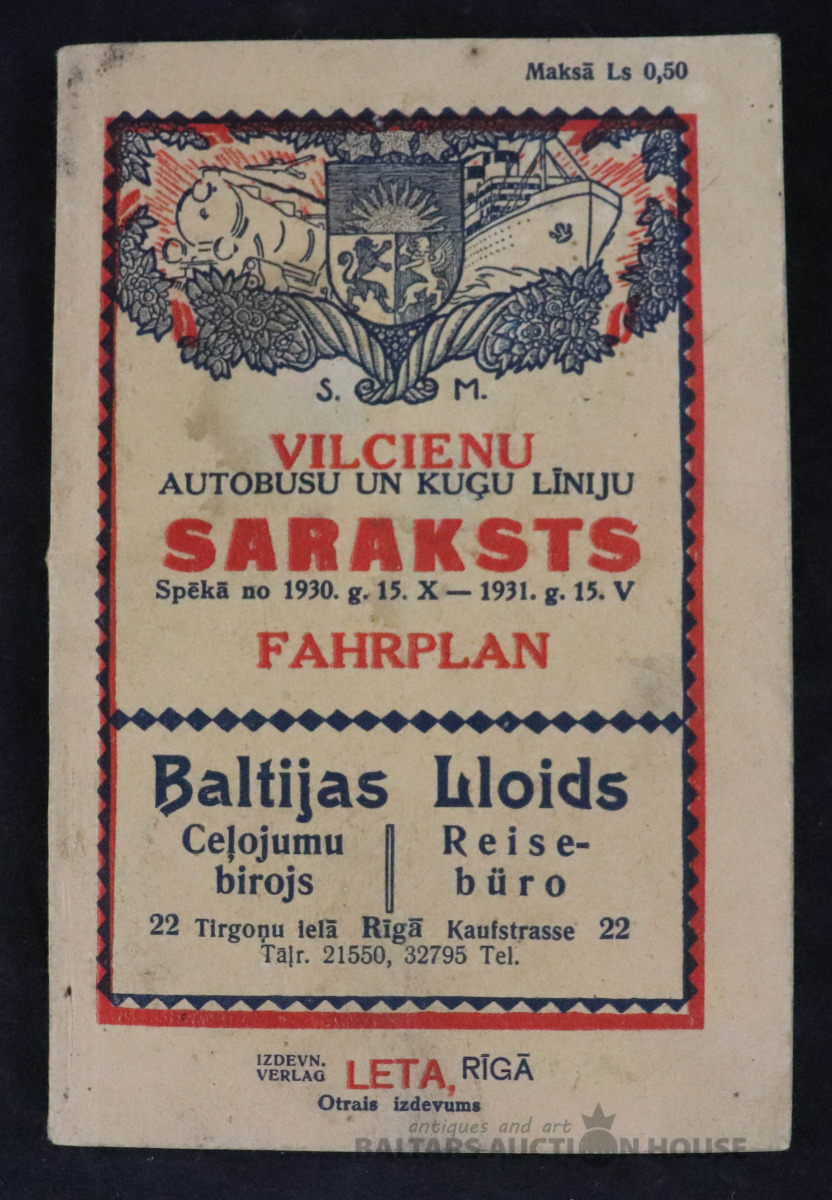 Maksā Ls 0,50
S. M.
VILCIENU
AUTOBUSU UN KUĢU LĪNIJU
SARAKSTS
Spēkā no 1930. g. 15. X — 1931. g. 15. V
FAHRPLAN
Baltijas Lloids
Ceļojumu Reise-
birojs büro
22 Tirgoņu ielā Rīgā Kaufstrasse 22
Tāļr. 21550, 32795 Tel.
IZDEVN.
VERLAG LETA, RĪGĀ
Otrais izdevums
antiques and art
BALTARS AUCTION HOUSE